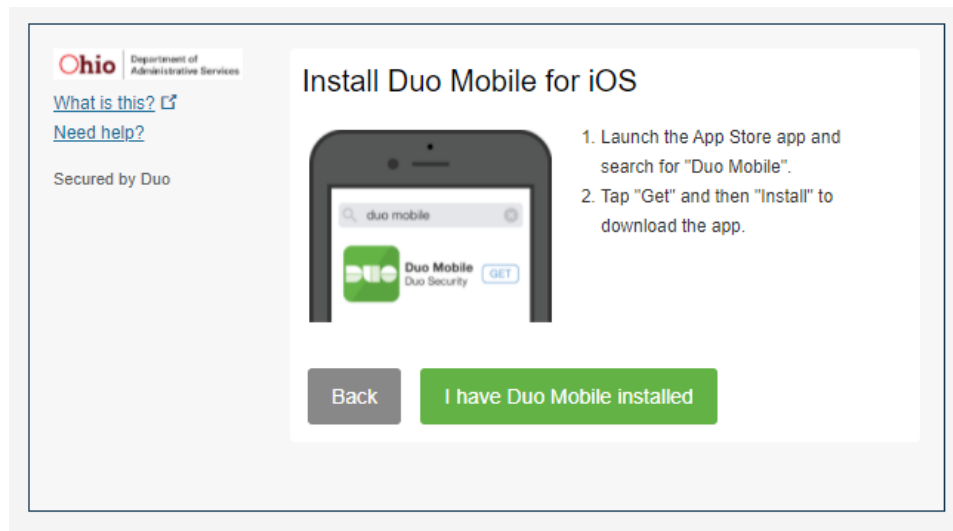 Ohio
Department of
Administrative Services
What is this?
Need help?
Secured by Duo
Install Duo Mobile for iOS
duo mobile
DUO
Duo Mobile
Duo Security
GET
1. Launch the App Store app and
search for "Duo Mobile".
2. Tap "Get" and then "Install" to
download the app.
Back
I have Duo Mobile installed